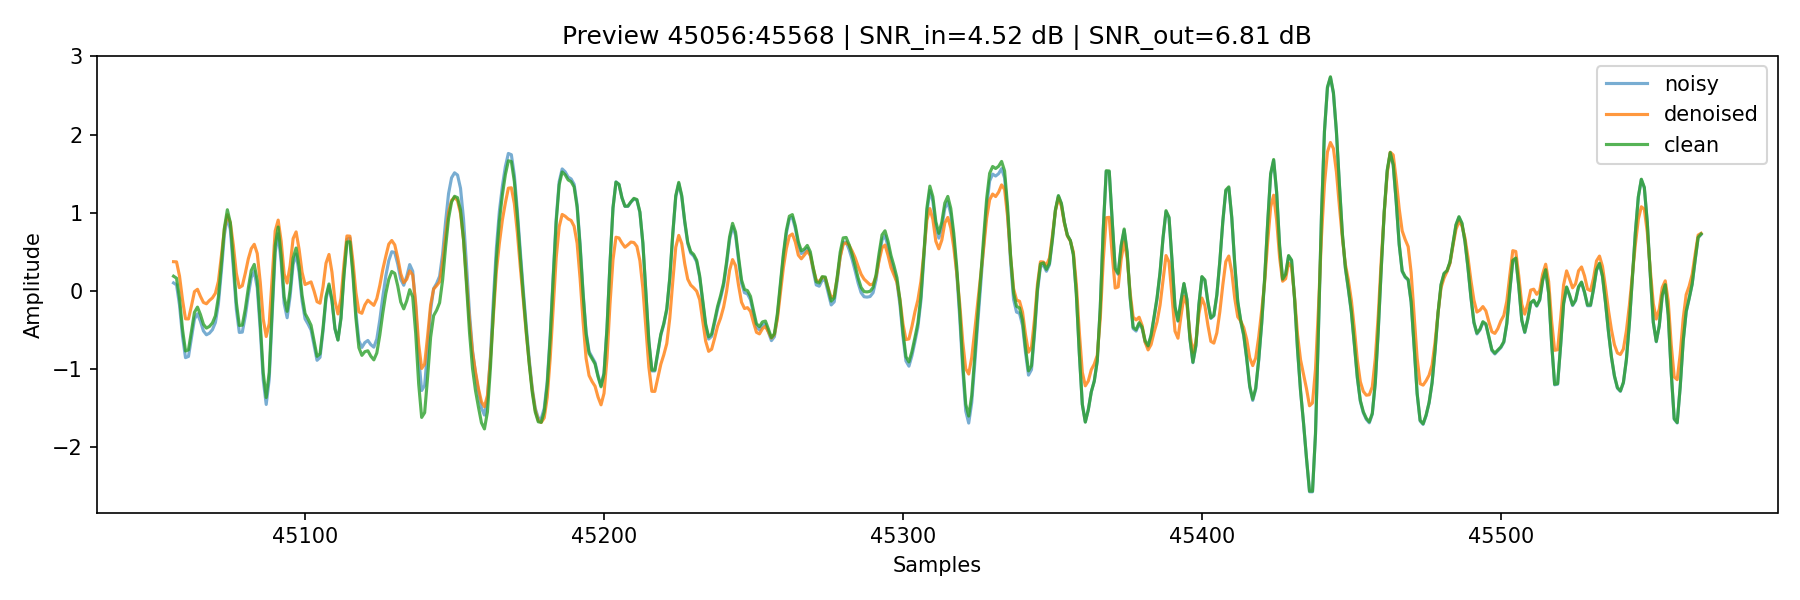 Preview 45056:45568 | SNR_in=4.52 dB | SNR_out=6.81 dB
3
2
1
0
−1
−2
Amplitude
noisy
denoised
clean
45100 45200 45300 45400 45500
Samples